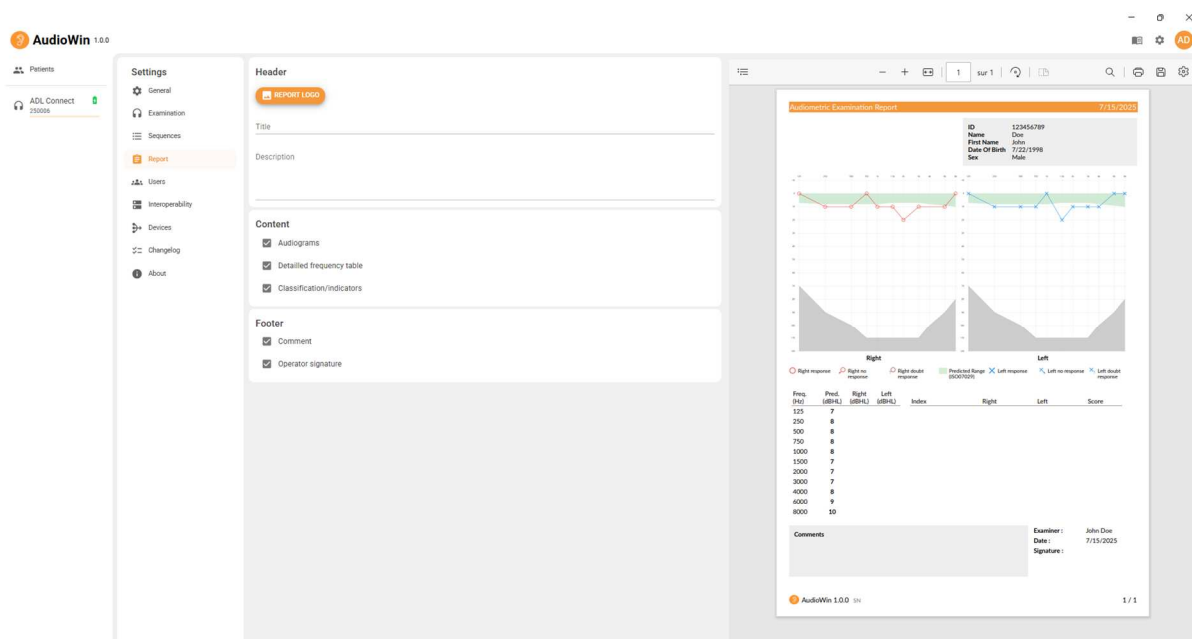 AudioWin 1.0.0
AD
Patients
ADL Connect
250006
Settings
General
Examination
Sequences
Report
Users
Interoperability
Devices
Changelog
About
Header
REPORT LOGO
Title
Description
Content
Audiograms
Detailled frequency table
Classification/indicators
Footer
Comment
Operator signature
1 sur 1
Audiometric Examination Report 7/15/2025
ID 123456789
Name Doe
First Name John
Date Of Birth 7/22/1998
Sex Male
Right Left
Right response Right no response Right doubt response Predicted Range (ISO07029) Left response Left no response Left doubt response
Freq. (Hz) Pred. (dBHL) Right (dBHL) Left (dBHL) Index Right Left Score
125 7
250 8
500 8
750 8
1000 8
1500 7
2000 7
3000 7
4000 8
6000 9
8000 10
Comments
Examiner : John Doe
Date : 7/15/2025
Signature :
AudioWin 1.0.0 SN 1 / 1